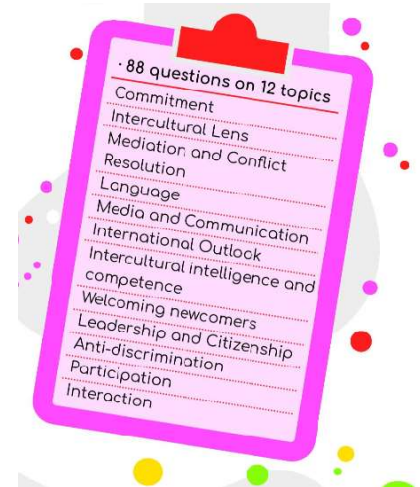 · 88 questions on 12 topics
Commitment
Intercultural Lens
Mediation and Conflict
Resolution
Language
Media and Communication
International Outlock
Intercultural intelligence and
competence
Welcoming newcomers
Leadership and Citizenship
Anti-discrimination
Participation
Interaction